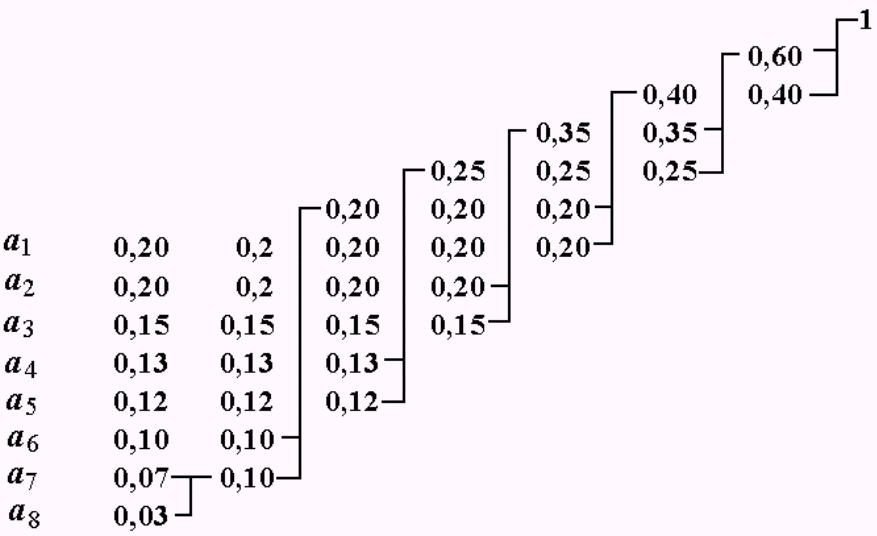 1
0,60
0,40 0,40
0,35 0,35
0,25 0,25 0,25
0,20 0,20 0,20
a1 0,20 0,2 0,20 0,20 0,20
a2 0,20 0,2 0,20 0,20
a3 0,15 0,15 0,15 0,15
a4 0,13 0,13 0,13
a5 0,12 0,12 0,12
a6 0,10 0,10
a7 0,07 0,10
a8 0,03